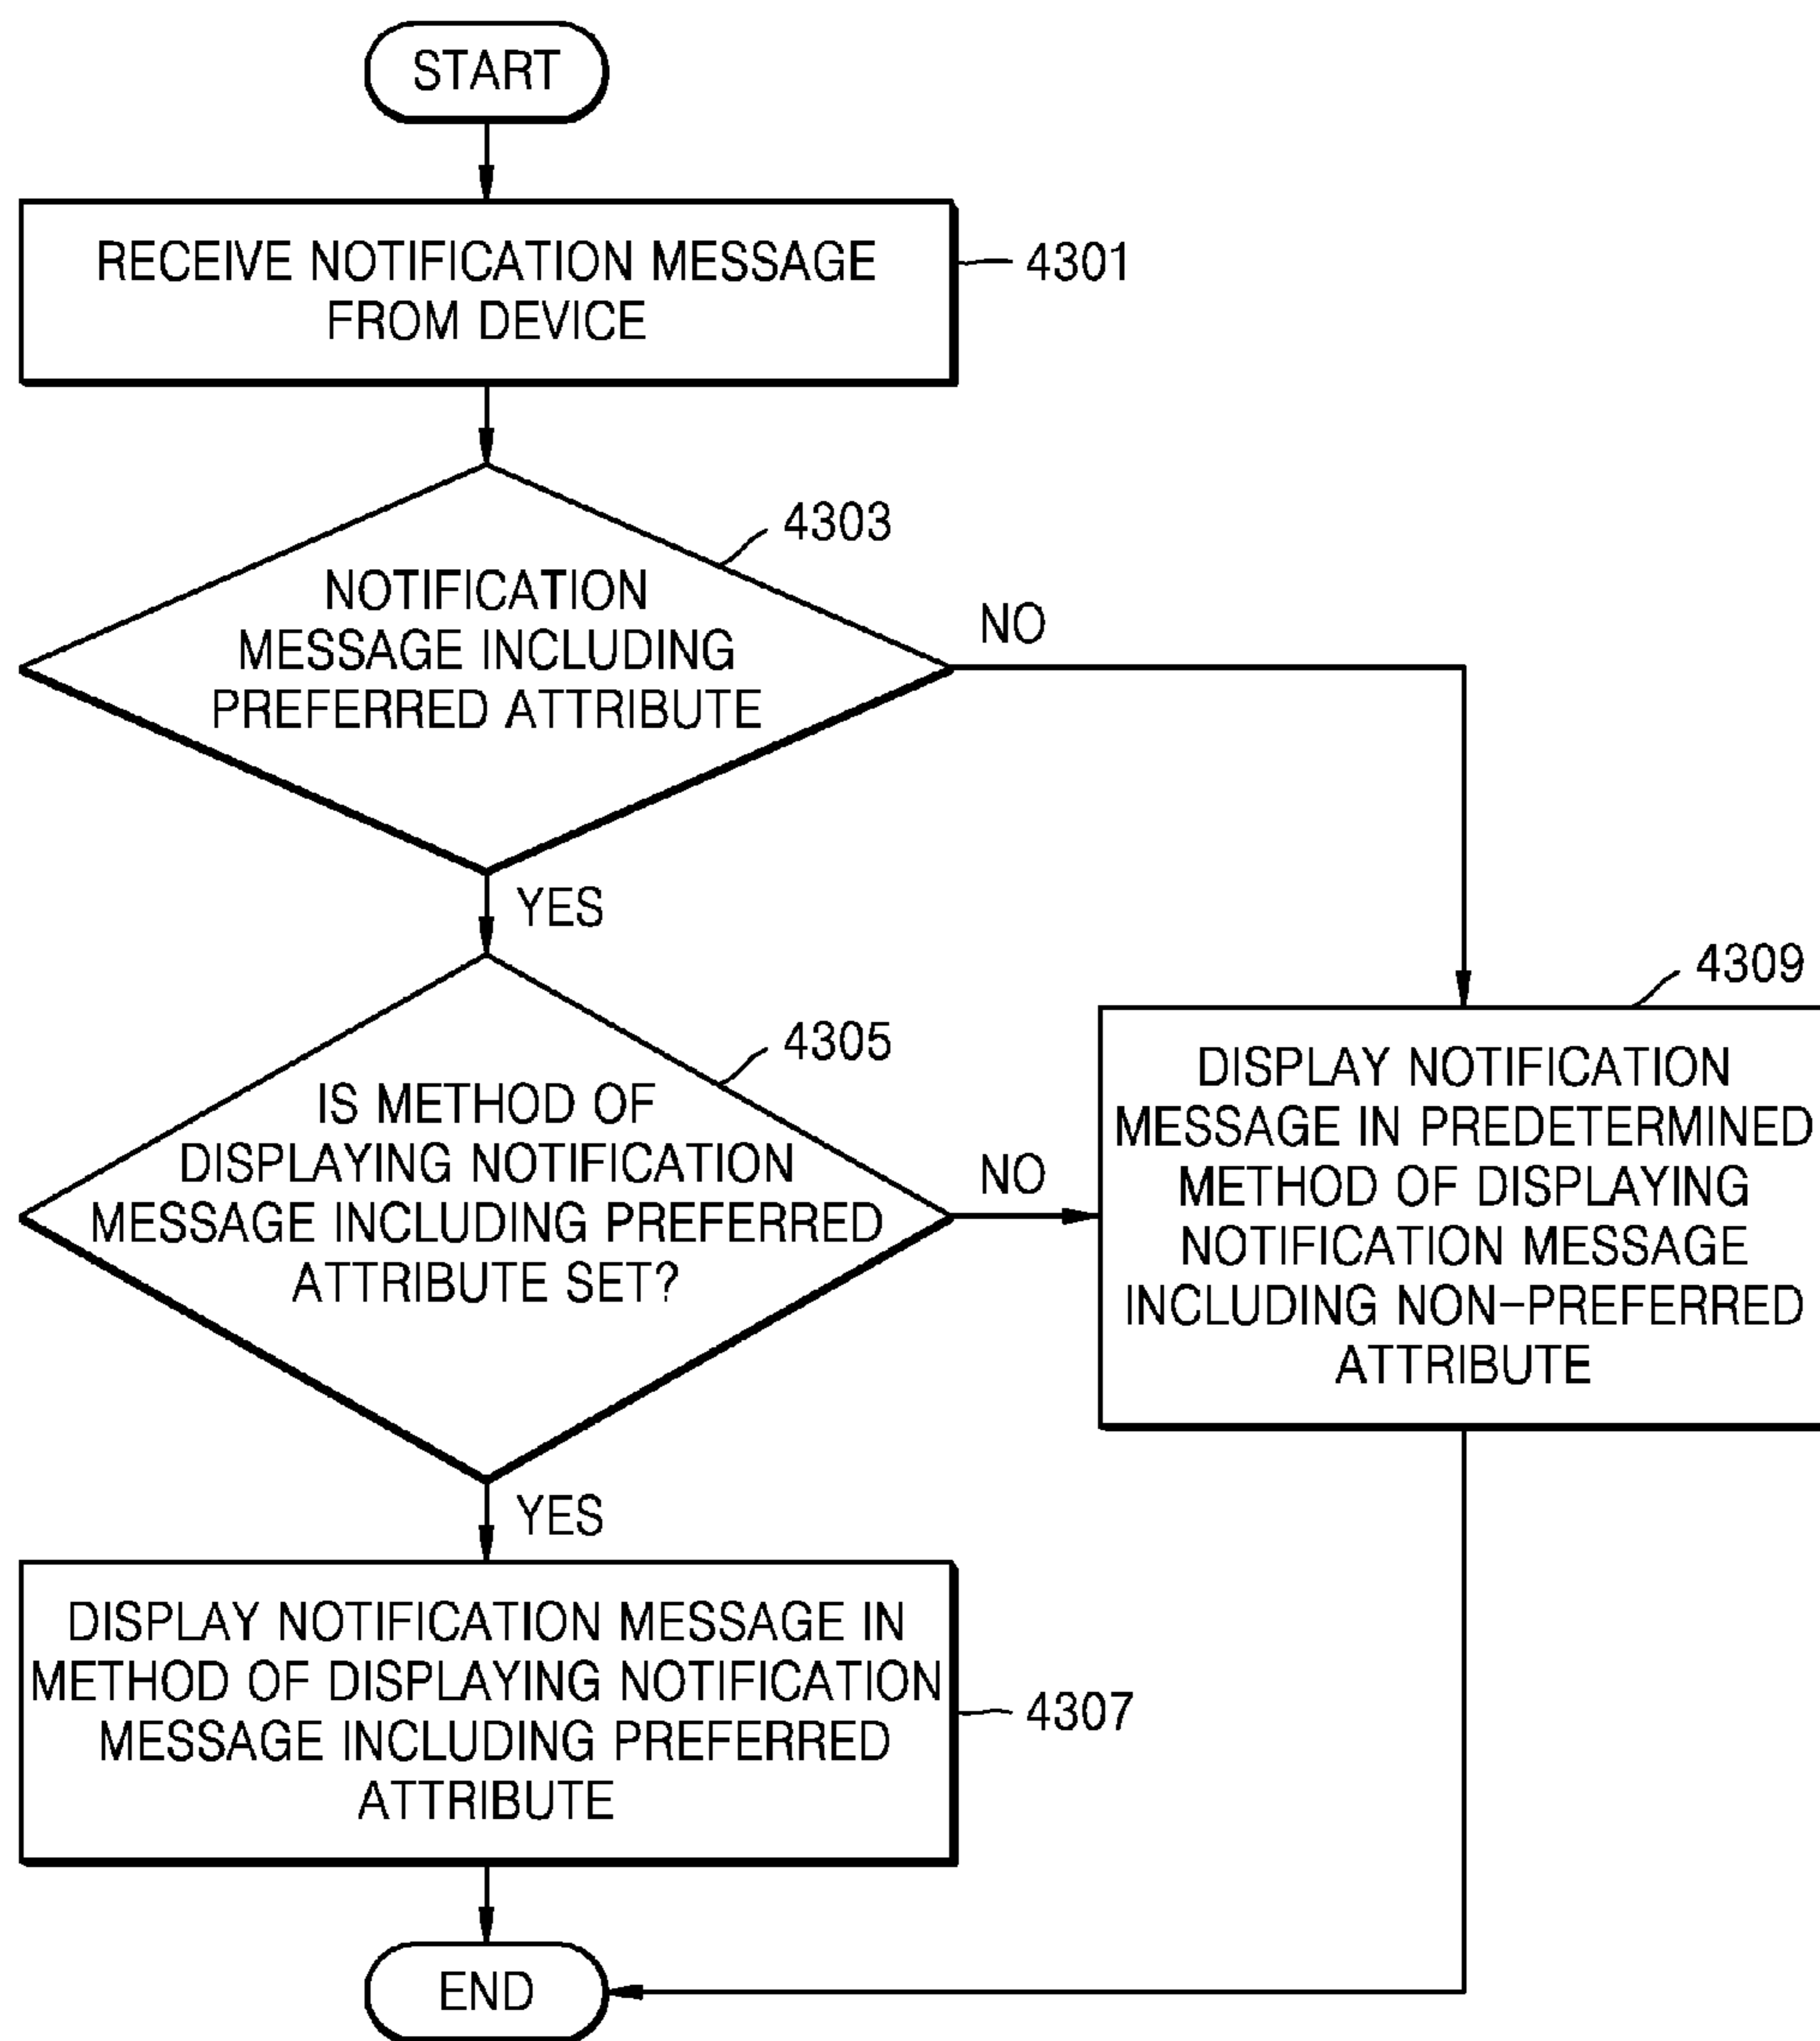 START
RECEIVE NOTIFICATION MESSAGE
FROM DEVICE
4301
4303
NOTIFICATION
MESSAGE INCLUDING
PREFERRED ATTRIBUTE
NO
YES
4305
IS METHOD OF
DISPLAYING NOTIFICATION
MESSAGE INCLUDING PREFERRED
ATTRIBUTE SET?
NO
4309
DISPLAY NOTIFICATION
MESSAGE IN PREDETERMINED
METHOD OF DISPLAYING
NOTIFICATION MESSAGE
INCLUDING NON-PREFERRED
ATTRIBUTE
YES
DISPLAY NOTIFICATION MESSAGE IN
METHOD OF DISPLAYING NOTIFICATION
MESSAGE INCLUDING PREFERRED
ATTRIBUTE
4307
END